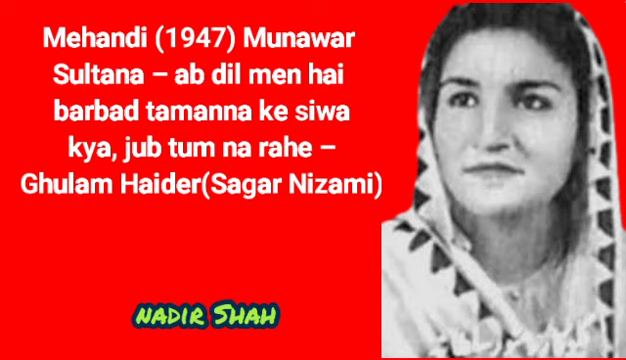 Mehandi (1947) Munawar
Sultana – ab dil men hai
barbad tamanna ke siwa
kya, jub tum na rahe –
Ghulam Haider(Sagar Nizami)
NADIR SHAH